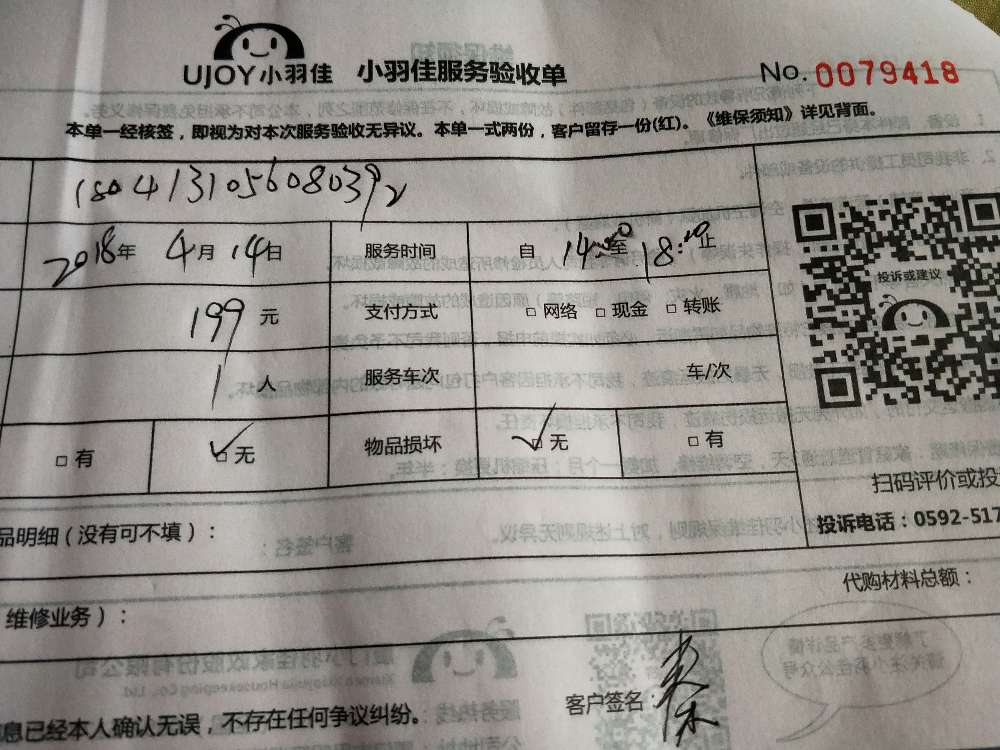 UJOY小羽佳 小羽佳服务验收单 No. 0079418
本单一经核签，即视为对本次服务验收无异议。本单一式两份，客户留存一份(红)。《维保须知》详见背面。
2018年 4月 14日 服务时间 自 至 18: 止
投诉或建议
199 元 支付方式 □ 网络 □ 现金 □ 转账
1 人 服务车次 车/次
□ 有 ✓□ 无 物品损坏 ✓□ 无 □ 有
扫码评价或投
品明细（没有可不填）： 投诉电话：0592-517
代购材料总额：
维修业务）：
客户签名：
息已经本人确认无误，不存在任何争议纠纷。